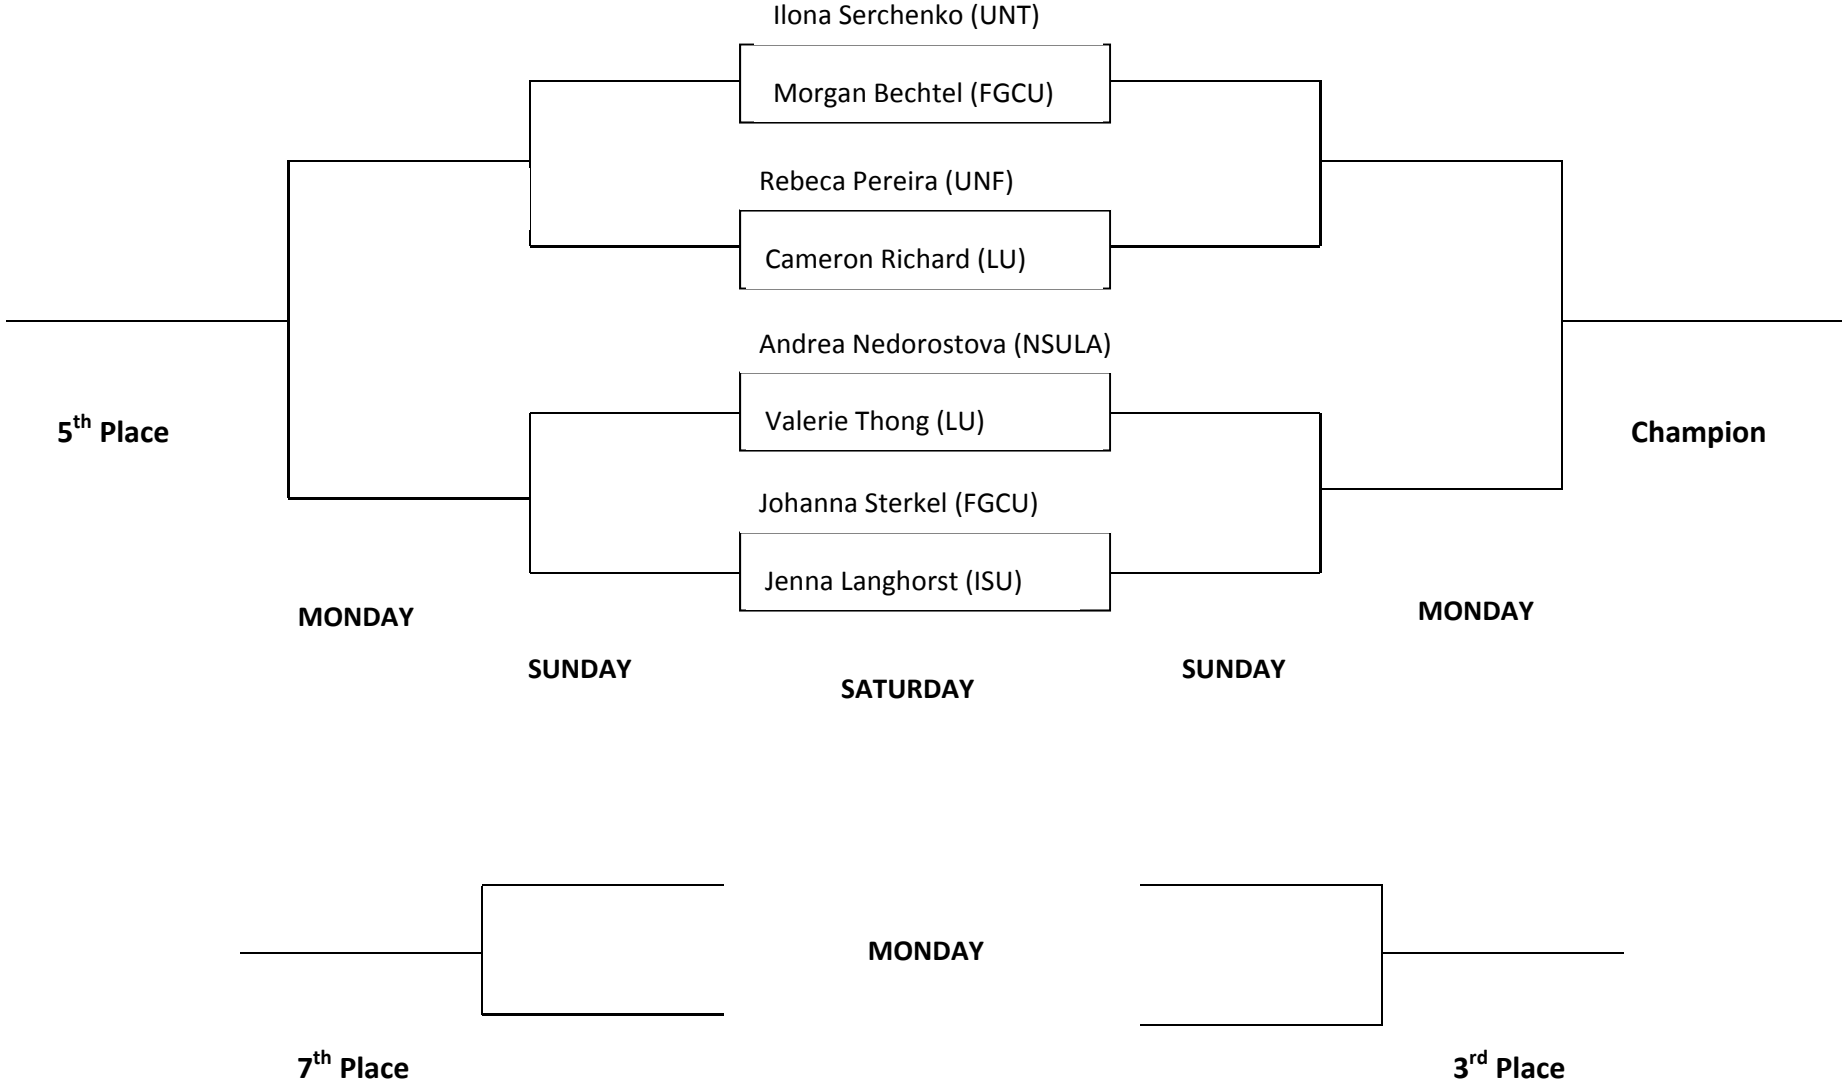 Ilona Serchenko (UNT)
Morgan Bechtel (FGCU)
Rebeca Pereira (UNF)
Cameron Richard (LU)
Andrea Nedorostova (NSULA)
Valerie Thong (LU)
5th Place
Champion
Johanna Sterkel (FGCU)
Jenna Langhorst (ISU)
MONDAY
MONDAY
SUNDAY
SUNDAY
SATURDAY
MONDAY
7th Place
3rd Place